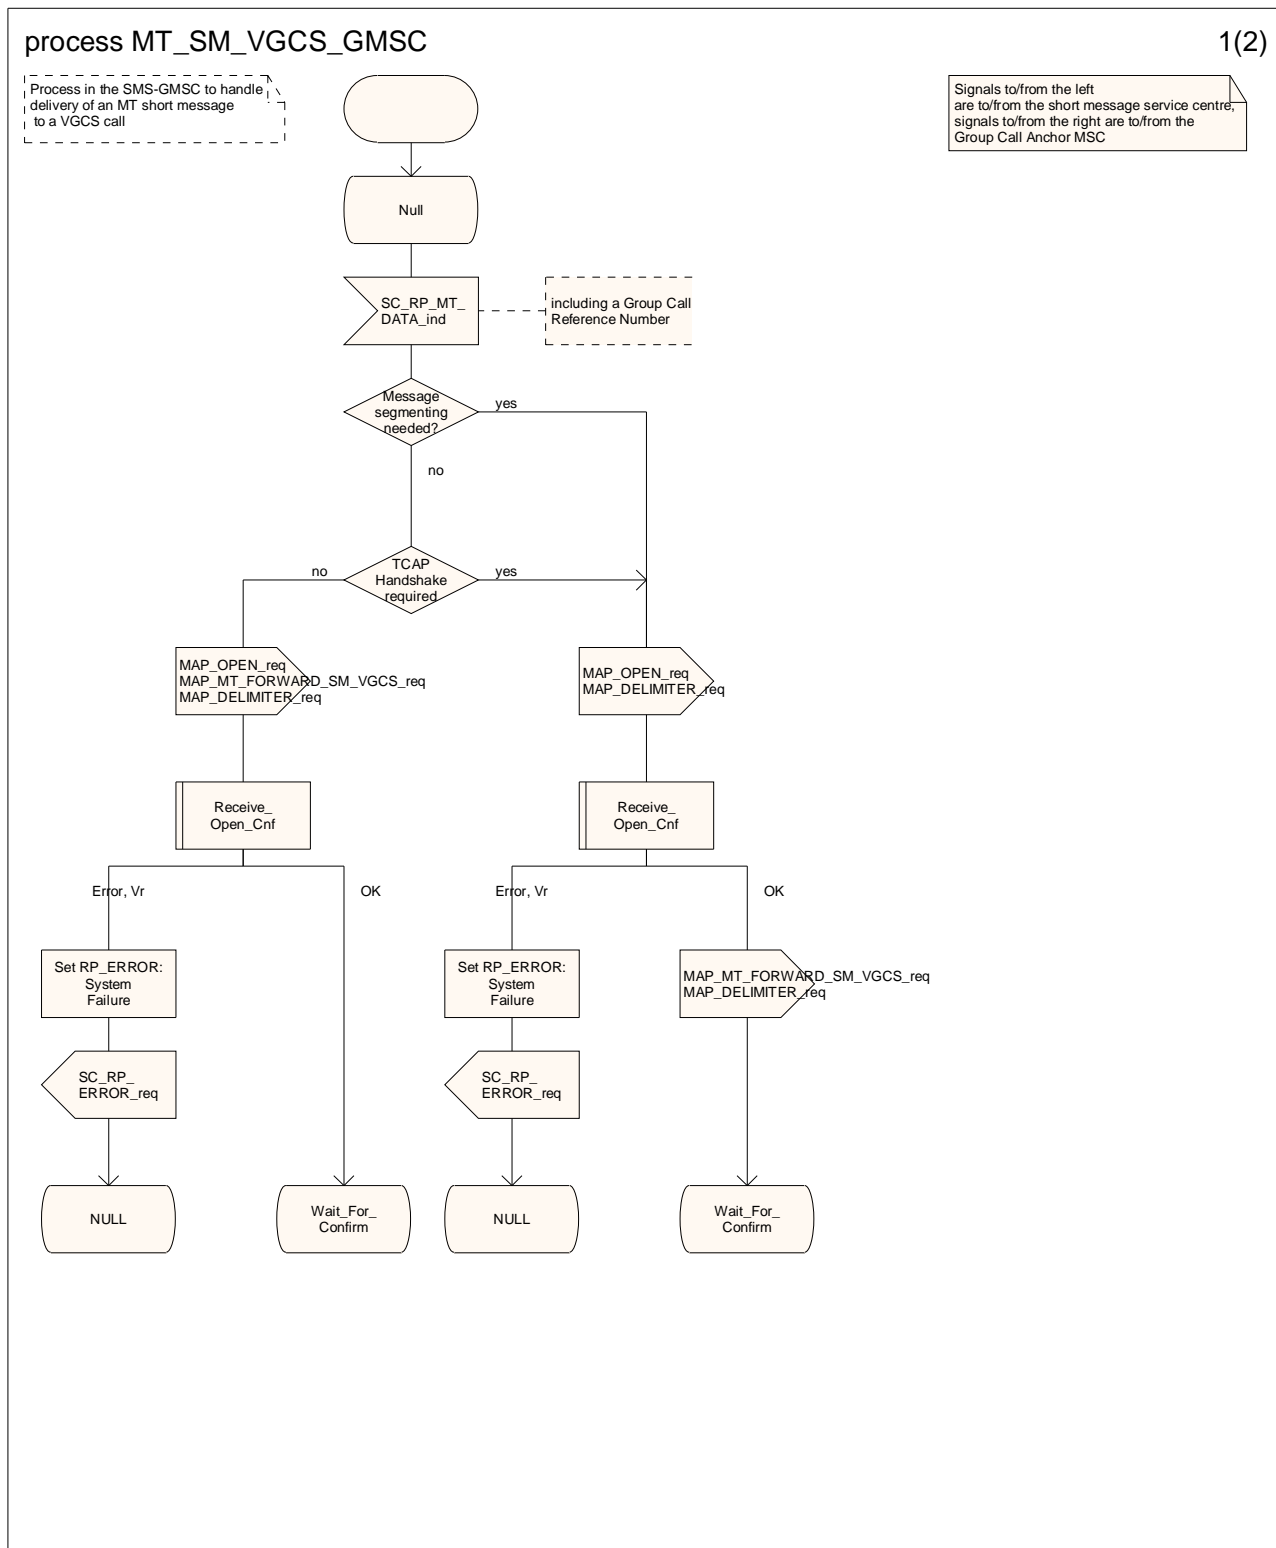 process MT_SM_VGCS_GMSC
1(2)
Process in the SMS-GMSC to handle
delivery of an MT short message
to a VGCS call
Signals to/from the left
are to/from the short message service centre,
signals to/from the right are to/from the
Group Call Anchor MSC
Null
SC_RP_MT_
DATA_ind
including a Group Call
Reference Number
Message
segmenting
needed?
yes
no
TCAP
Handshake
required
no
yes
MAP_OPEN_req
MAP_MT_FORWARD_SM_VGCS_req
MAP_DELIMITER_req
MAP_OPEN_req
MAP_DELIMITER_req
Receive_
Open_Cnf
Receive_
Open_Cnf
Error, Vr
OK
Error, Vr
OK
Set RP_ERROR:
System
Failure
Set RP_ERROR:
System
Failure
MAP_MT_FORWARD_SM_VGCS_req
MAP_DELIMITER_req
SC_RP_
ERROR_req
SC_RP_
ERROR_req
NULL
Wait_For_
Confirm
NULL
Wait_For_
Confirm